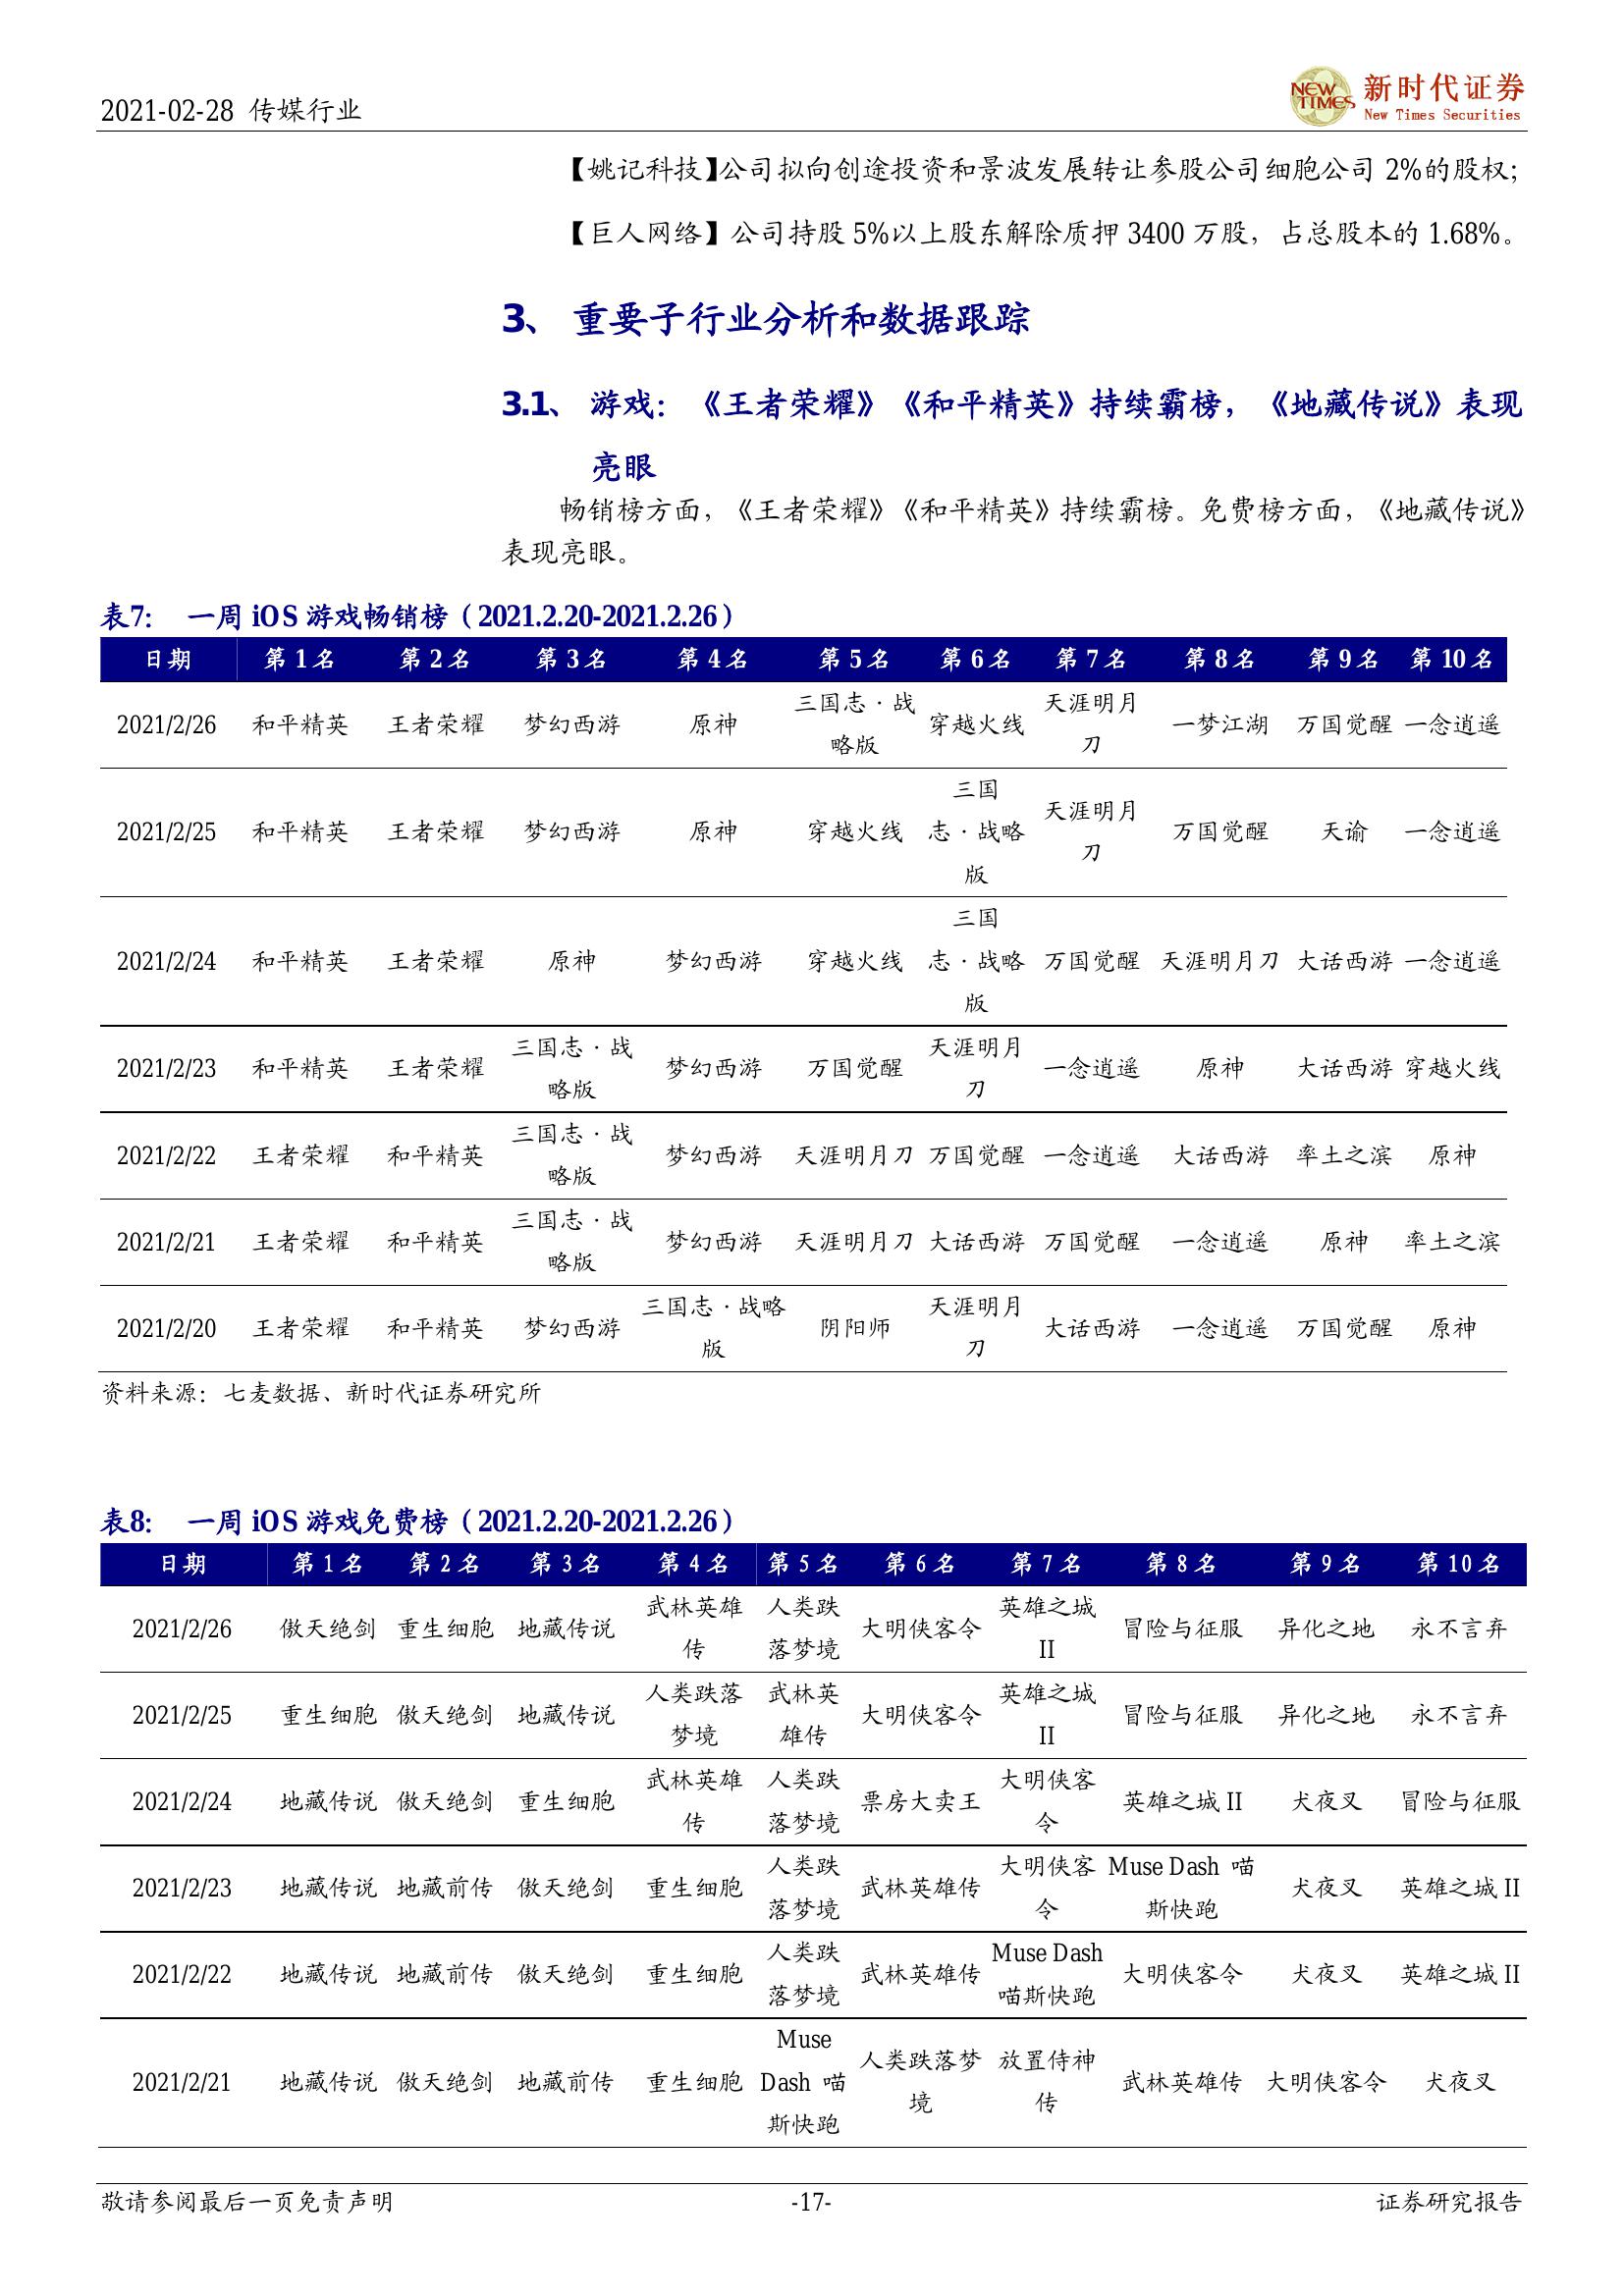 2021-02-28 传媒行业
新时代证券
NEW TIMES
New Times Securities
【姚记科技】公司拟向创途投资和景波发展转让参股公司细胞公司 2%的股权；
【巨人网络】公司持股 5%以上股东解除质押 3400 万股，占总股本的 1.68%。
3、 重要子行业分析和数据跟踪
3.1、 游戏：《王者荣耀》《和平精英》持续霸榜，《地藏传说》表现
亮眼
畅销榜方面，《王者荣耀》《和平精英》持续霸榜。免费榜方面，《地藏传说》
表现亮眼。
表7： 一周 iOS 游戏畅销榜（2021.2.20-2021.2.26）
日期 第 1 名 第 2 名 第 3 名 第 4 名 第 5 名 第 6 名 第 7 名 第 8 名 第 9 名 第 10 名
2021/2/26 和平精英 王者荣耀 梦幻西游 原神 三国志·战略版 穿越火线 天涯明月刀 一梦江湖 万国觉醒 一念逍遥
2021/2/25 和平精英 王者荣耀 梦幻西游 原神 穿越火线 三国志·战略版 天涯明月刀 万国觉醒 天谕 一念逍遥
2021/2/24 和平精英 王者荣耀 原神 梦幻西游 穿越火线 三国志·战略版 万国觉醒 天涯明月刀 大话西游 一念逍遥
2021/2/23 和平精英 王者荣耀 三国志·战略版 梦幻西游 万国觉醒 天涯明月刀 一念逍遥 原神 大话西游 穿越火线
2021/2/22 王者荣耀 和平精英 三国志·战略版 梦幻西游 天涯明月刀 万国觉醒 一念逍遥 大话西游 率土之滨 原神
2021/2/21 王者荣耀 和平精英 三国志·战略版 梦幻西游 天涯明月刀 大话西游 万国觉醒 一念逍遥 原神 率土之滨
2021/2/20 王者荣耀 和平精英 梦幻西游 三国志·战略版 阴阳师 天涯明月刀 大话西游 一念逍遥 万国觉醒 原神
资料来源：七麦数据、新时代证券研究所
表8： 一周 iOS 游戏免费榜（2021.2.20-2021.2.26）
日期 第 1 名 第 2 名 第 3 名 第 4 名 第 5 名 第 6 名 第 7 名 第 8 名 第 9 名 第 10 名
2021/2/26 傲天绝剑 重生细胞 地藏传说 武林英雄传 人类跌落梦境 大明侠客令 英雄之城 II 冒险与征服 异化之地 永不言弃
2021/2/25 重生细胞 傲天绝剑 地藏传说 人类跌落梦境 武林英雄传 大明侠客令 英雄之城 II 冒险与征服 异化之地 永不言弃
2021/2/24 地藏传说 傲天绝剑 重生细胞 武林英雄传 人类跌落梦境 票房大卖王 大明侠客令 英雄之城 II 犬夜叉 冒险与征服
2021/2/23 地藏传说 地藏前传 傲天绝剑 重生细胞 人类跌落梦境 武林英雄传 大明侠客令 Muse Dash 喵斯快跑 犬夜叉 英雄之城 II
2021/2/22 地藏传说 地藏前传 傲天绝剑 重生细胞 人类跌落梦境 武林英雄传 Muse Dash 喵斯快跑 大明侠客令 犬夜叉 英雄之城 II
2021/2/21 地藏传说 傲天绝剑 地藏前传 重生细胞 Muse Dash 喵斯快跑 人类跌落梦境 放置侍神传 武林英雄传 大明侠客令 犬夜叉
敬请参阅最后一页免责声明 -17- 证券研究报告